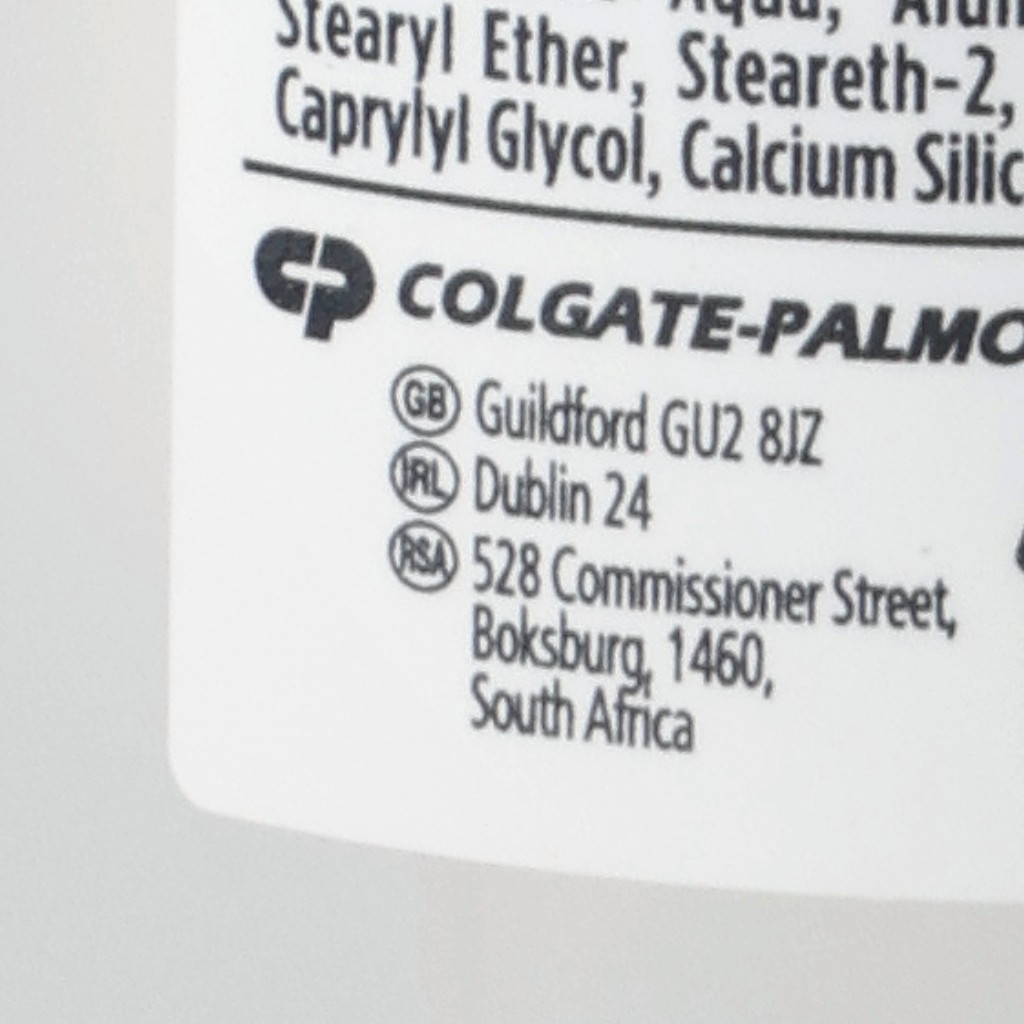 Aqua,
Stearyl Ether, Steareth-2,
Caprylyl Glycol, Calcium
COLGATE-PALMO
GB Guildford GU2 8JZ
IRL Dublin 24
RSA 528 Commissioner Street,
Boksburg, 1460,
South Africa